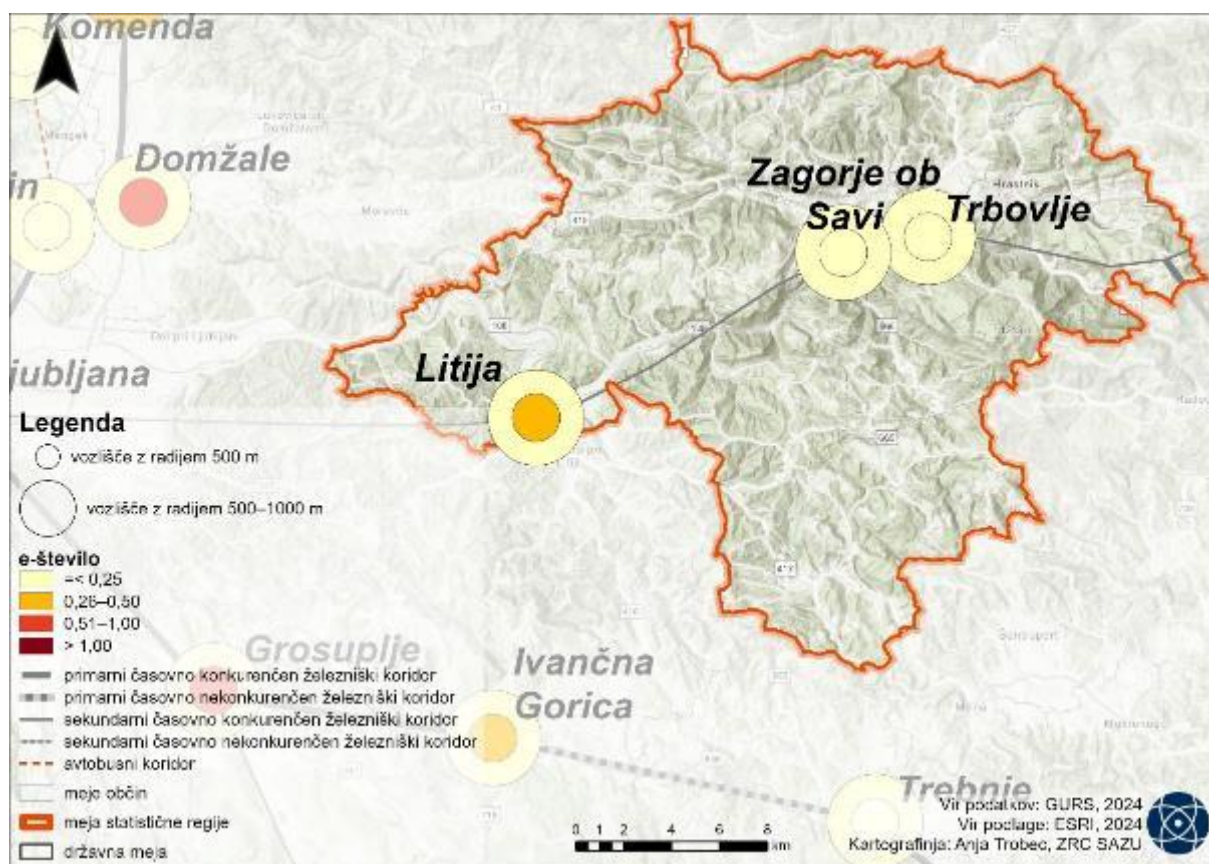 Komenda
Mengeš
Domžale
in
Moravče
Zagorje ob
Savi
Hrastnik
Trbovlje
Litija
jubljana
Legenda
vozlišče z radijem 500 m
vozlišče z radijem 500–1000 m
e-število
=< 0,25
0,26–0,50
0,51–1,00
> 1,00
primarni časovno konkurenčen železniški koridor
primarni časovno nekonkurenčen železniški koridor
sekundarni časovno konkurenčen železniški koridor
sekundarni časovno nekonkurenčen železniški koridor
avtobusni koridor
meje občin
meja statistične regije
državna meja
Grosuplje
Ivančna
Gorica
Trebnje
0 1 2 4 6 8
km
Vir podatkov: GURS, 2024
Vir podlage: ESRI, 2024
Kartografinja: Anja Trobec, ZRC SAZU